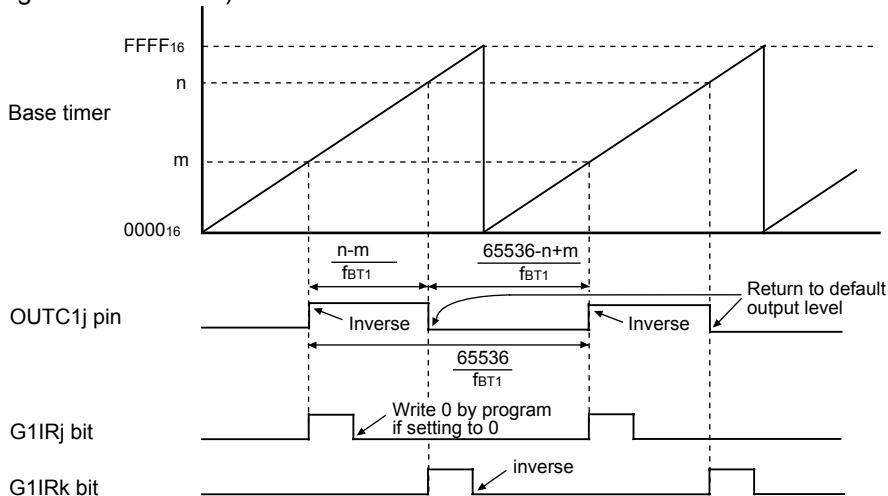 FFFF16
n
Base timer
m
000016
n-m
fBT1
65536-n+m
fBT1
Return to default
output level
OUTC1j pin
Inverse
Inverse
65536
fBT1
Write 0 by program
if setting to 0
G1IRj bit
inverse
G1IRk bit